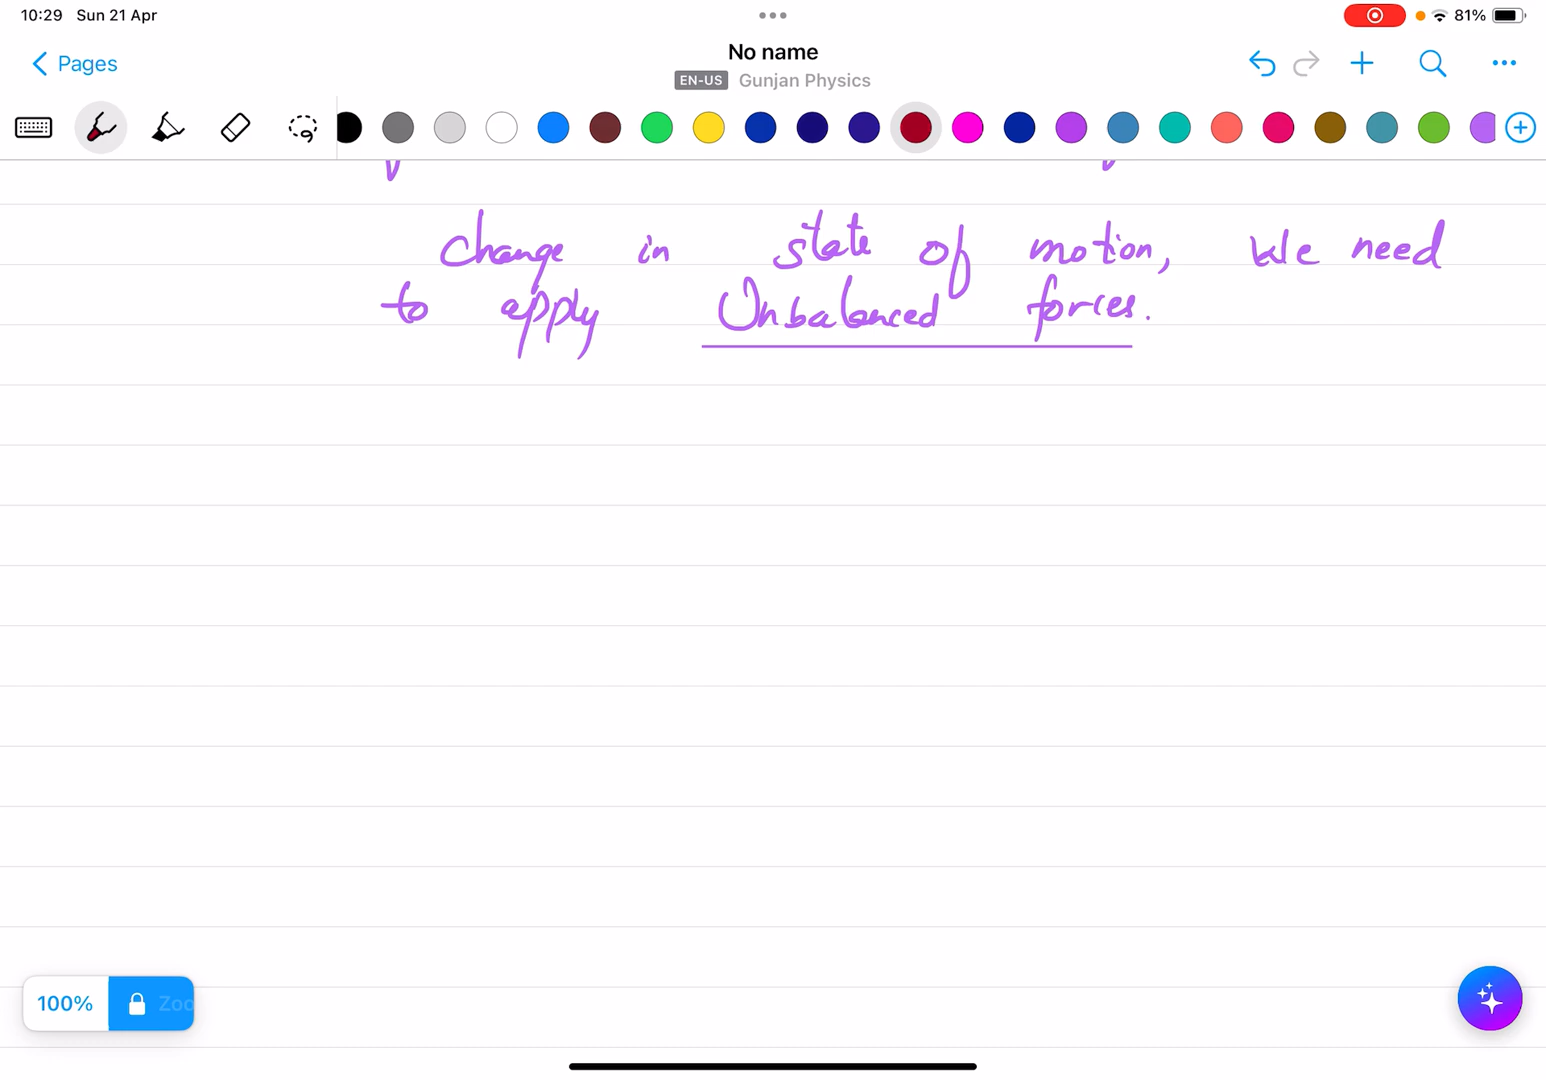 10:29 Sun 21 Apr
81%
Pages
No name
EN-US Gunjan Physics
change in state of motion, We need
to apply Unbalanced forces.
100%
Zoo